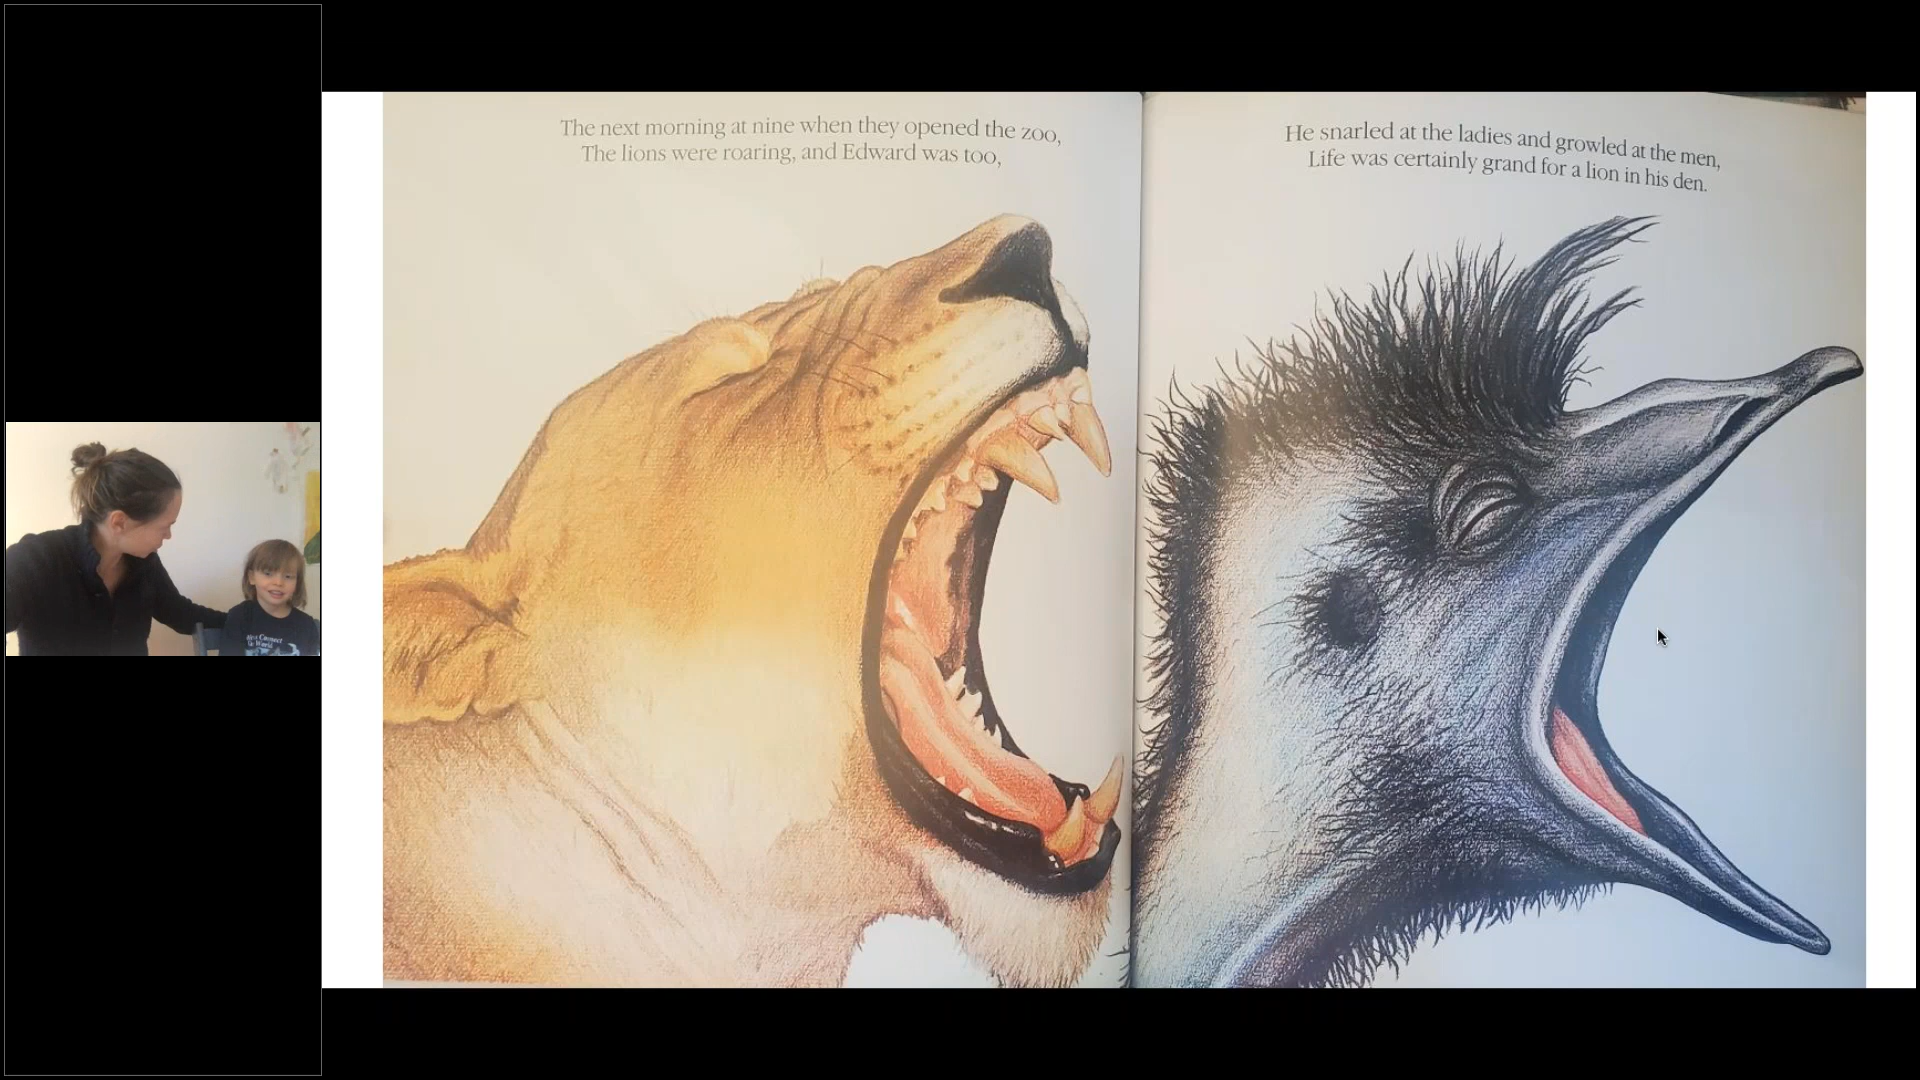 The next morning at nine when they opened the zoo,
The lions were roaring, and Edward was too,
He snarled at the ladies and growled at the men,
Life was certainly grand for a lion in his den.